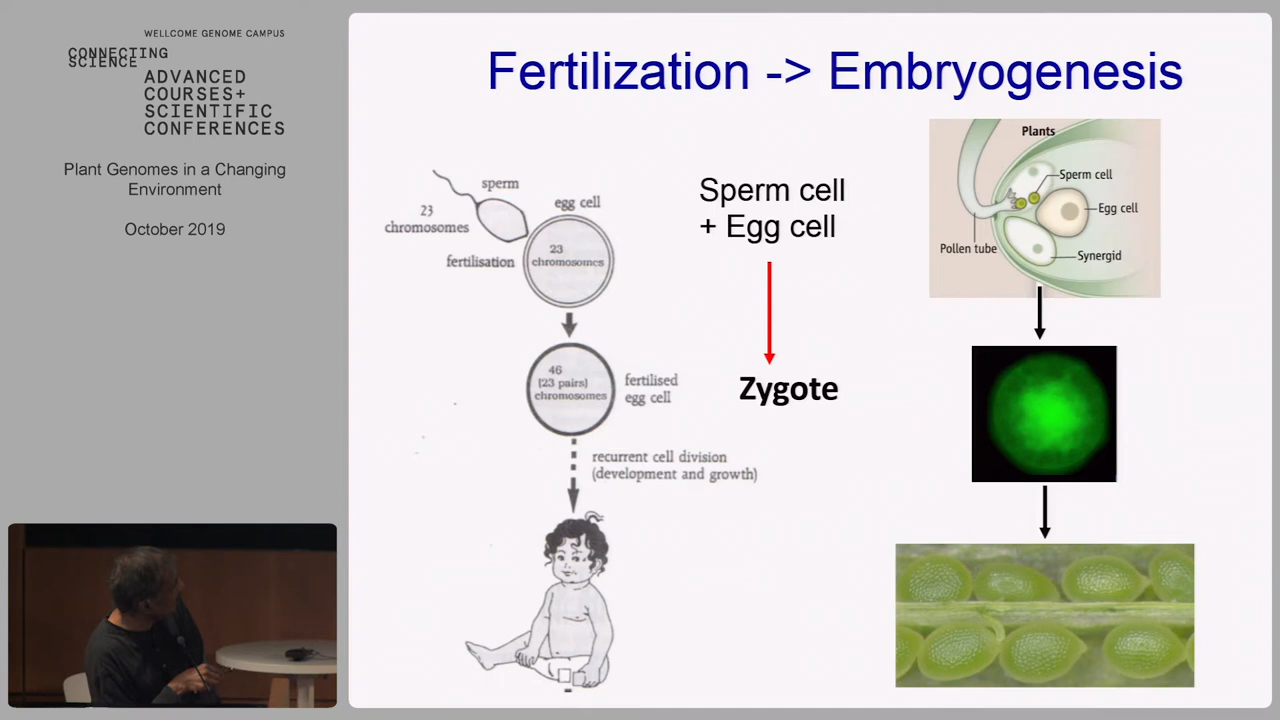 WELLCOME GENOME CAMPUS
CONNECTING
SCIENCE
ADVANCED
COURSES+
SCIENTIFIC
CONFERENCES
Plant Genomes in a Changing
Environment
October 2019
Fertilization -> Embryogenesis
sperm
23
chromosomes
egg cell
23
chromosomes
fertilisation
46
(23 pairs)
chromosomes
fertilised
egg cell
recurrent cell division
(development and growth)
Sperm cell
+ Egg cell
Zygote
Plants
Sperm cell
Egg cell
Pollen tube
Synergid